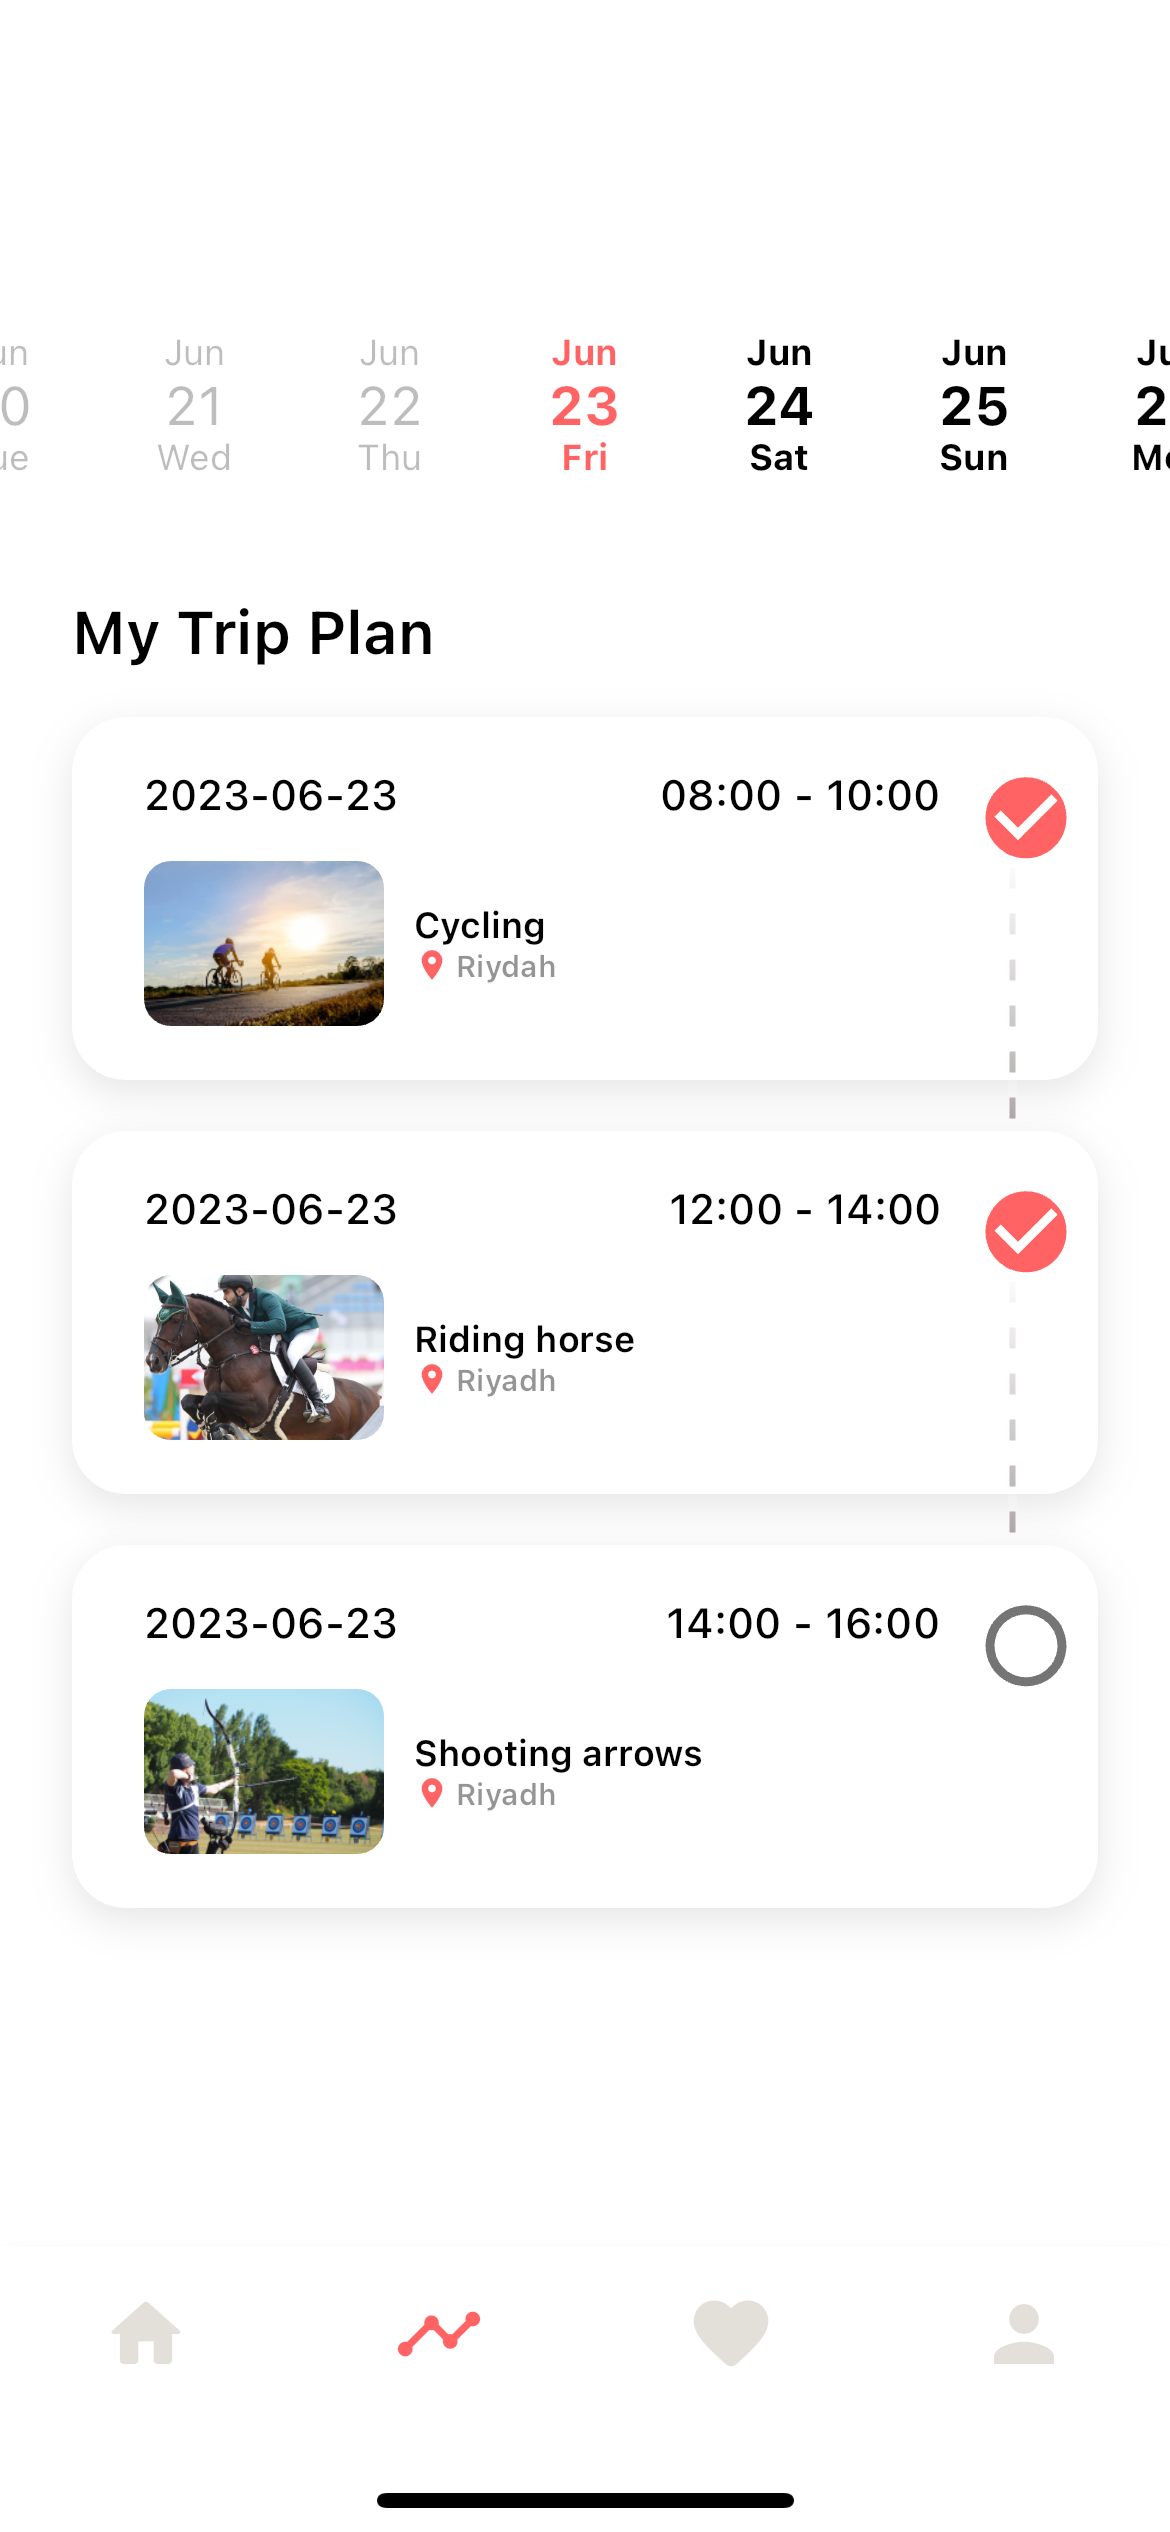 un Jun Jun Jun Jun Jun Ju
0 21 22 23 24 25 2
ue Wed Thu Fri Sat Sun Mo
My Trip Plan
2023-06-23 08:00 - 10:00
Cycling
Riydah
2023-06-23 12:00 - 14:00
Riding horse
Riyadh
2023-06-23 14:00 - 16:00
Shooting arrows
Riyadh